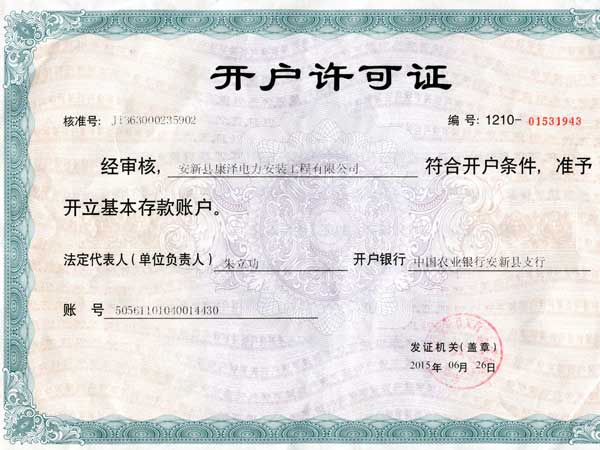 开户许可证
核准号: J1363000235902 编号: 1210-01531943
经审核, 安新县康泽电力安装工程有限公司 符合开户条件, 准予
开立基本存款账户。
法定代表人(单位负责人) 朱立功 开户银行 中国农业银行安新县支行
账 号 50561101040014430
发证机关(盖章)
2015年 06月 26日